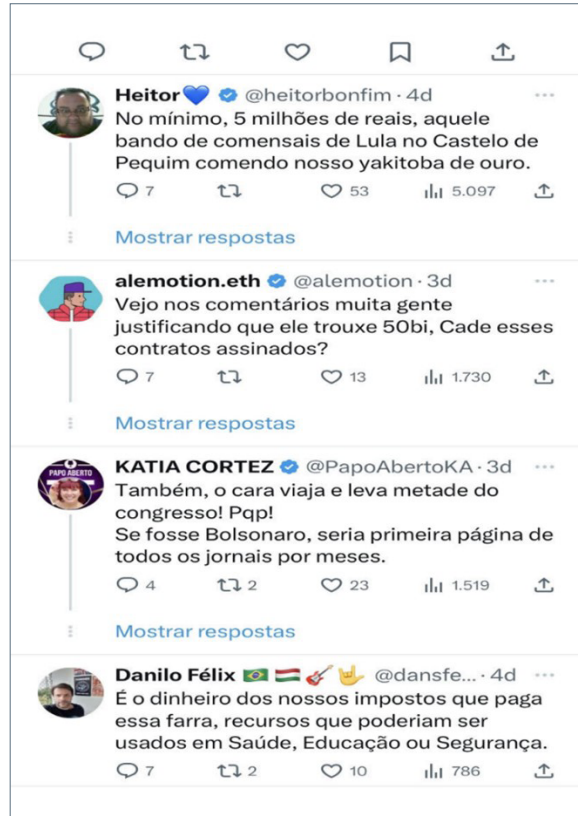 Heitor💙 @heitorbonfim · 4d
No mínimo, 5 milhões de reais, aquele
bando de comensais de Lula no Castelo de
Pequim comendo nosso yakitoba de ouro.
7 53 5.097
Mostrar respostas
alemotion.eth @alemotion · 3d
Vejo nos comentários muita gente
justificando que ele trouxe 50bi, Cade esses
contratos assinados?
7 13 1.730
Mostrar respostas
PAPO ABERTO
KATIA CORTEZ @PapoAbertoKA · 3d
Também, o cara viaja e leva metade do
congresso! Pqp!
Se fosse Bolsonaro, seria primeira página de
todos os jornais por meses.
4 2 23 1.519
Mostrar respostas
Danilo Félix 🇧🇷 🇭🇺 🎸 🤟 @dansfe... · 4d
É o dinheiro dos nossos impostos que paga
essa farra, recursos que poderiam ser
usados em Saúde, Educação ou Segurança.
7 2 10 786